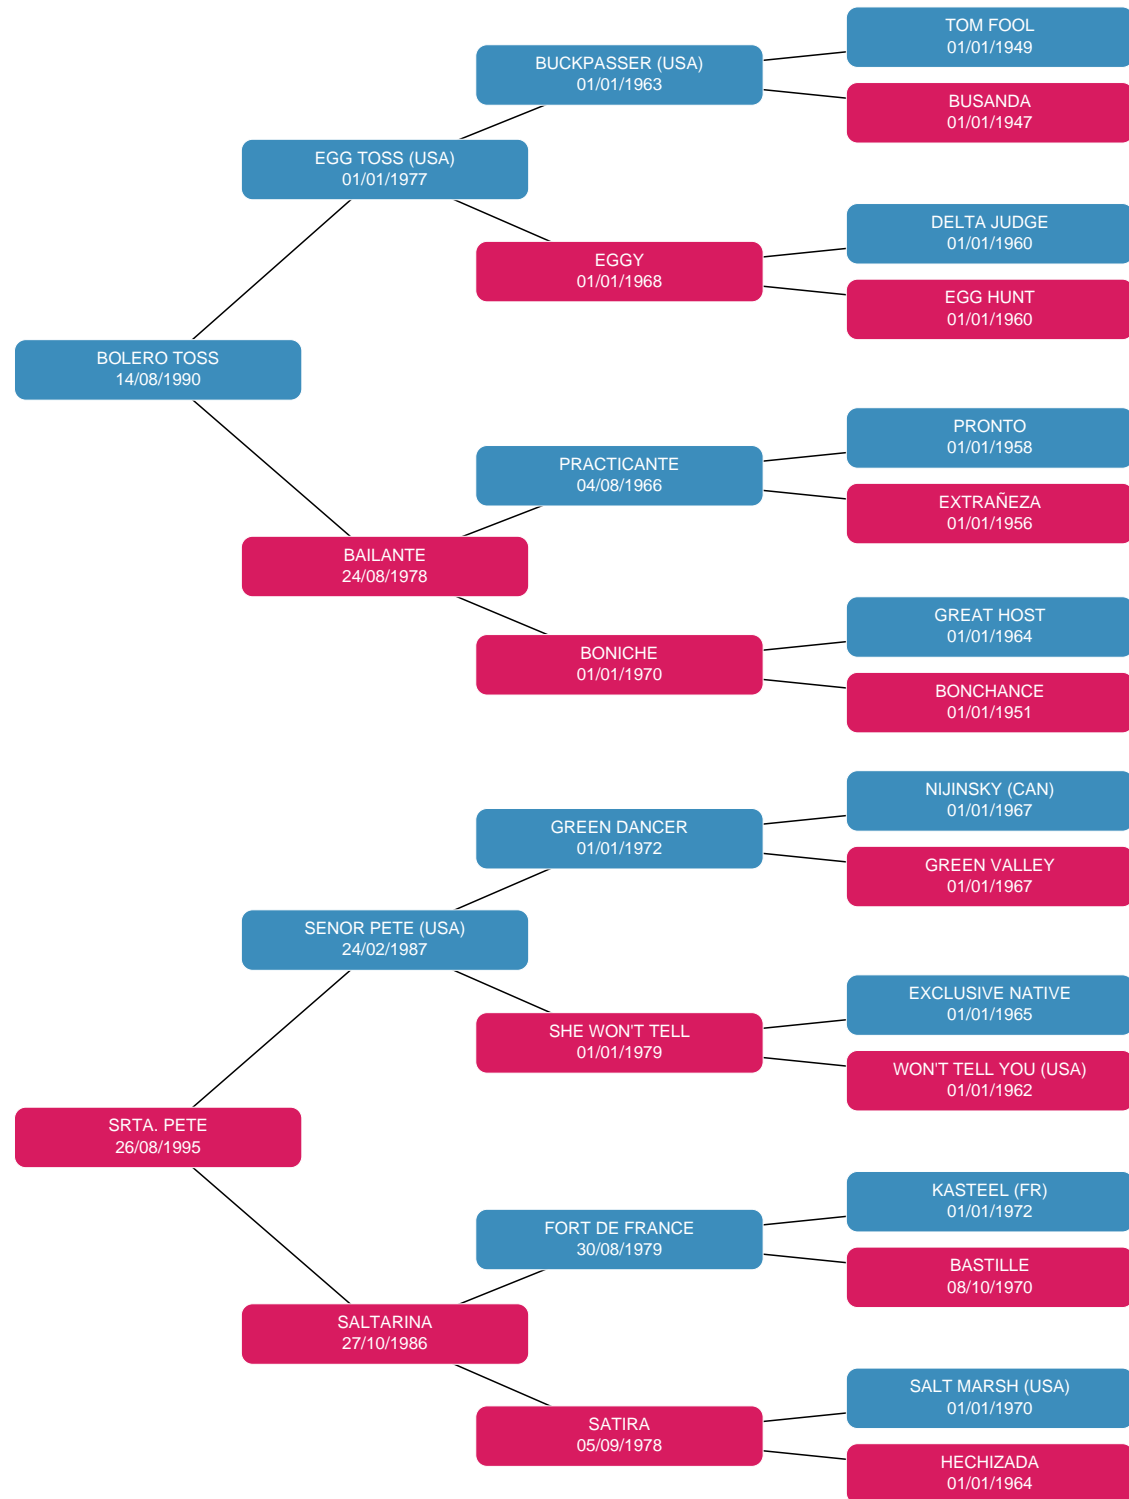 TOM FOOL
01/01/1949
BUCKPASSER (USA)
01/01/1963
BUSANDA
01/01/1947
EGG TOSS (USA)
01/01/1977
DELTA JUDGE
01/01/1960
EGGY
01/01/1968
EGG HUNT
01/01/1960
BOLERO TOSS
14/08/1990
PRONTO
01/01/1958
PRACTICANTE
04/08/1966
EXTRAÑEZA
01/01/1956
BAILANTE
24/08/1978
GREAT HOST
01/01/1964
BONICHE
01/01/1970
BONCHANCE
01/01/1951
NIJINSKY (CAN)
01/01/1967
GREEN DANCER
01/01/1972
GREEN VALLEY
01/01/1967
SENOR PETE (USA)
24/02/1987
EXCLUSIVE NATIVE
01/01/1965
SHE WON'T TELL
01/01/1979
WON'T TELL YOU (USA)
01/01/1962
SRTA. PETE
26/08/1995
KASTEEL (FR)
01/01/1972
FORT DE FRANCE
30/08/1979
BASTILLE
08/10/1970
SALTARINA
27/10/1986
SALT MARSH (USA)
01/01/1970
SATIRA
05/09/1978
HECHIZADA
01/01/1964